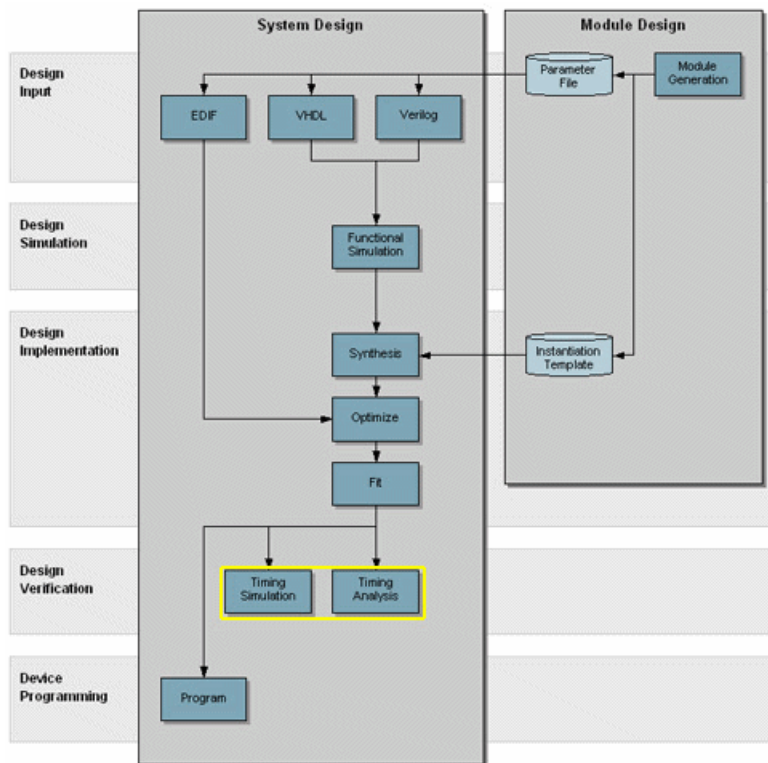 System Design
Module Design
Design
Input
Parameter
File
Module
Generation
EDIF
VHDL
Verilog
Design
Simulation
Functional
Simulation
Design
Implementation
Synthesis
Instantiation
Template
Optimize
Fit
Design
Verification
Timing
Simulation
Timing
Analysis
Device
Programming
Program